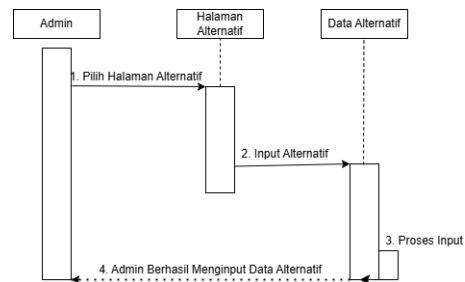 Admin
Halaman
Alternatif
Data Alternatif
1. Pilih Halaman Alternatif
2. Input Alternatif
3. Proses Input
4. Admin Berhasil Menginput Data Alternatif